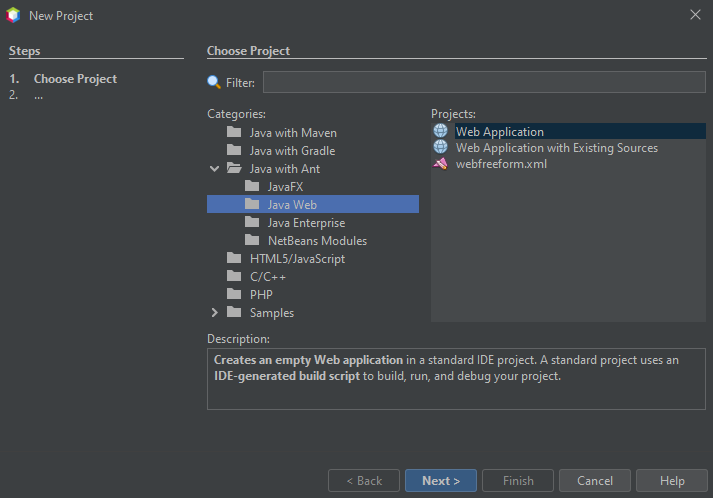 New Project
Steps
1. Choose Project
2. ...
Choose Project
Filter:
Categories:
Java with Maven
Java with Gradle
Java with Ant
JavaFX
Java Web
Java Enterprise
NetBeans Modules
HTML5/JavaScript
C/C++
PHP
Samples
Projects:
Web Application
Web Application with Existing Sources
webfreeform.xml
Description:
Creates an empty Web application in a standard IDE project. A standard project uses an
IDE-generated build script to build, run, and debug your project.
< Back
Next >
Finish
Cancel
Help